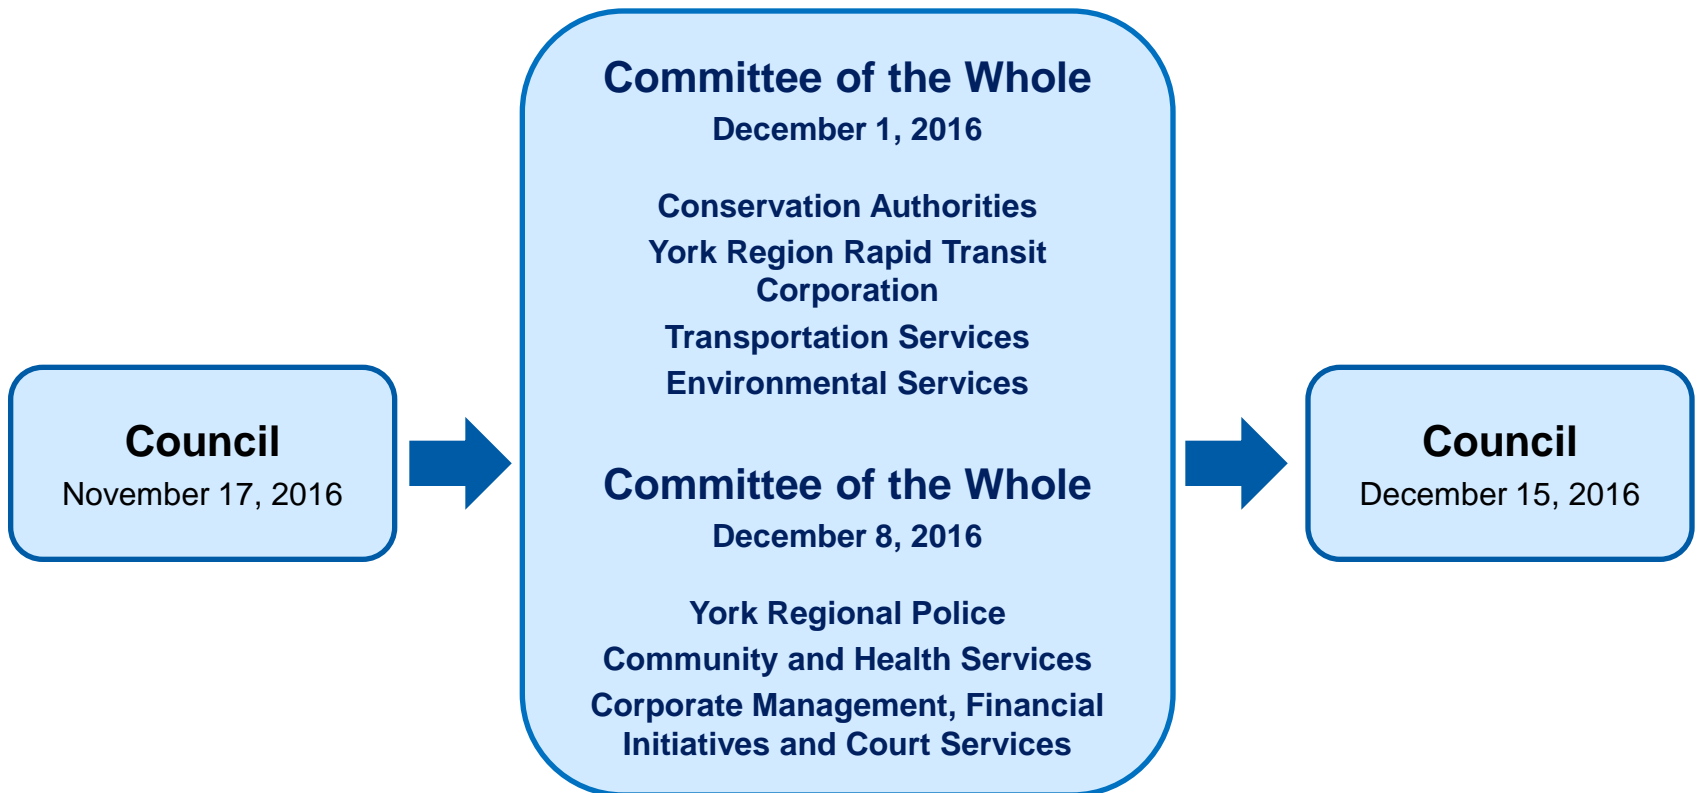 Council
November 17, 2016
Committee of the Whole
December 1, 2016
Conservation Authorities
York Region Rapid Transit
Corporation
Transportation Services
Environmental Services
Committee of the Whole
December 8, 2016
York Regional Police
Community and Health Services
Corporate Management, Financial
Initiatives and Court Services
Council
December 15, 2016